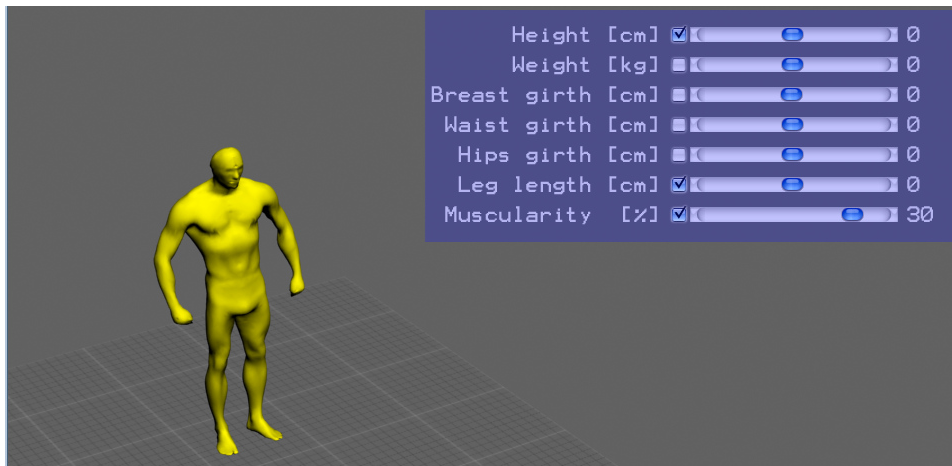 Height [cm] 0
Weight [kg] 0
Breast girth [cm] 0
Waist girth [cm] 0
Hips girth [cm] 0
Leg length [cm] 0
Muscularity [%] 30